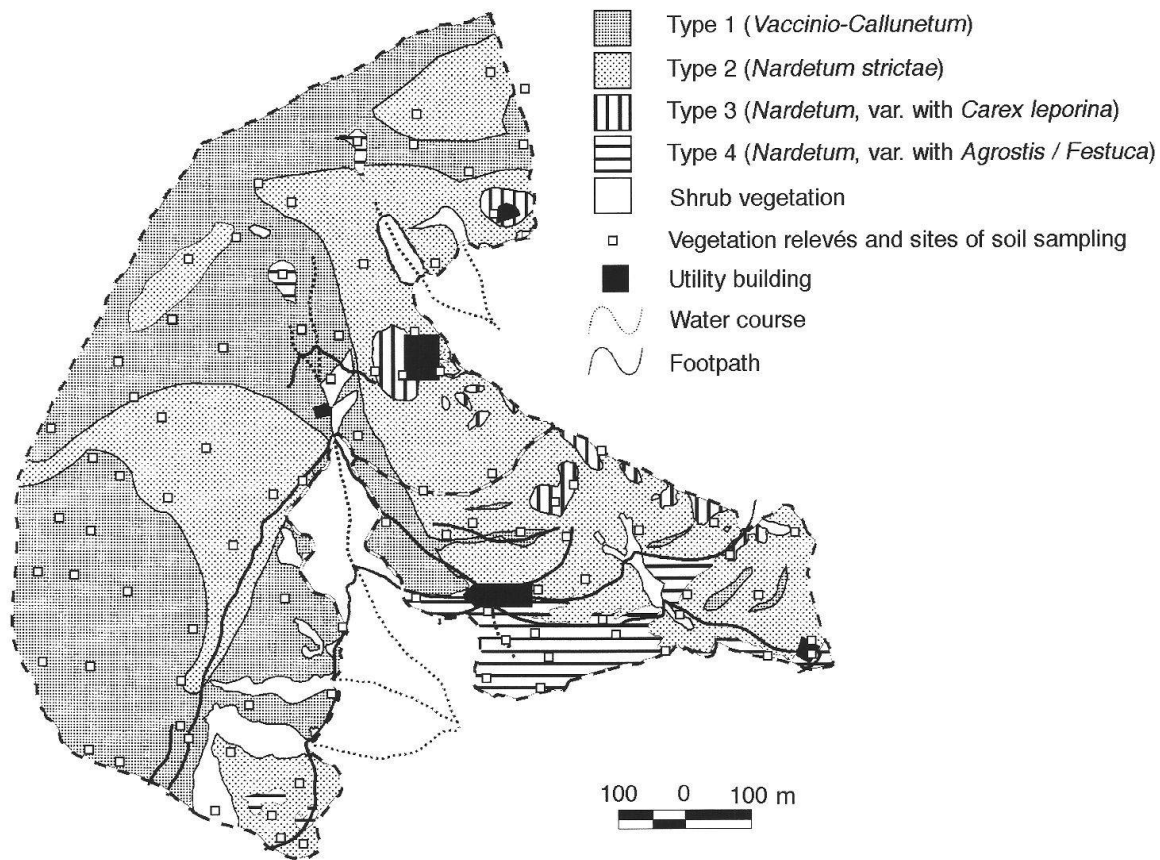 Type 1 (Vaccinio-Callunetum)
Type 2 (Nardetum strictae)
Type 3 (Nardetum, var. with Carex leporina)
Type 4 (Nardetum, var. with Agrostis / Festuca)
Shrub vegetation
Vegetation relevés and sites of soil sampling
Utility building
Water course
Footpath
100 0 100 m